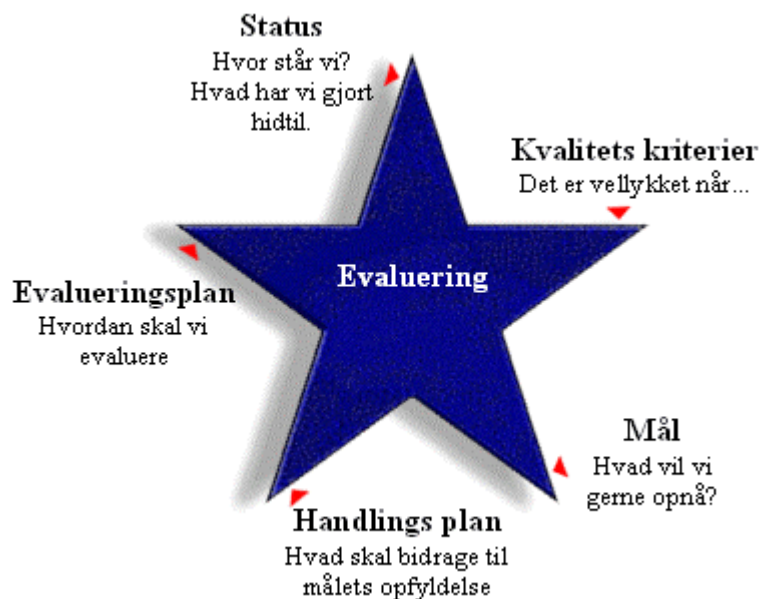 Status
Hvor står vi?
Hvad har vi gjort
hidtil.
Kvalitets kriterier
Det er vellykket når...
Evaluering
Evalueringsplan
Hvordan skal vi
evaluere
Mål
Hvad vil vi
gerne opnå?
Handlings plan
Hvad skal bidrage til
målets opfyldelse